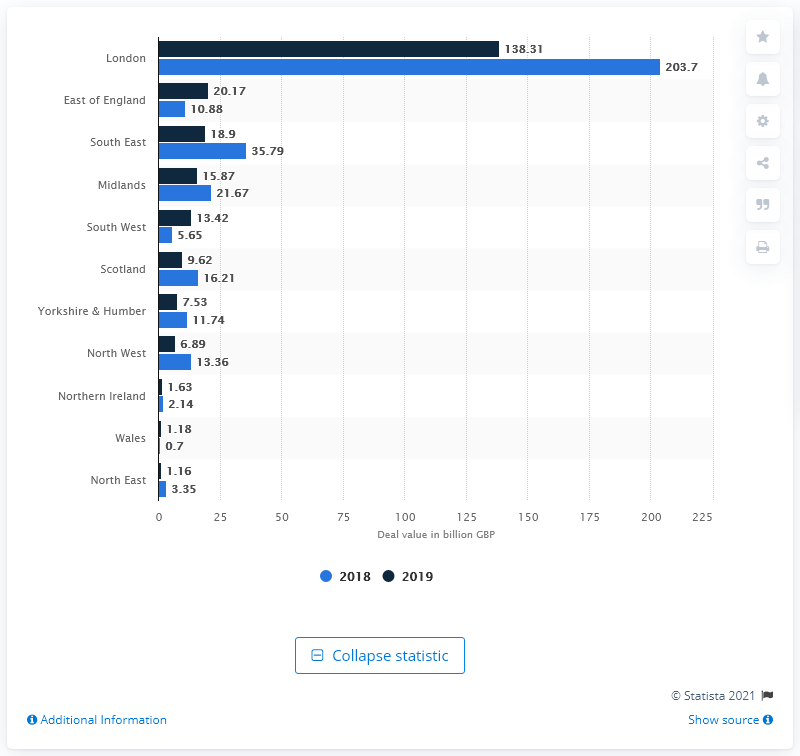 London 138.31
203.7
East of England 20.17
10.88
South East 18.9
35.79
Midlands 15.87
21.67
South West 13.42
5.65
Scotland 9.62
16.21
Yorkshire & Humber 7.53
11.74
North West 6.89
13.36
Northern Ireland 1.63
2.14
Wales 1.18
0.7
North East 1.16
3.35
0 25 50 75 100 125 150 175 200 225
Deal value in billion GBP
2018 2019
Collapse statistic
© Statista 2021
Additional Information Show source